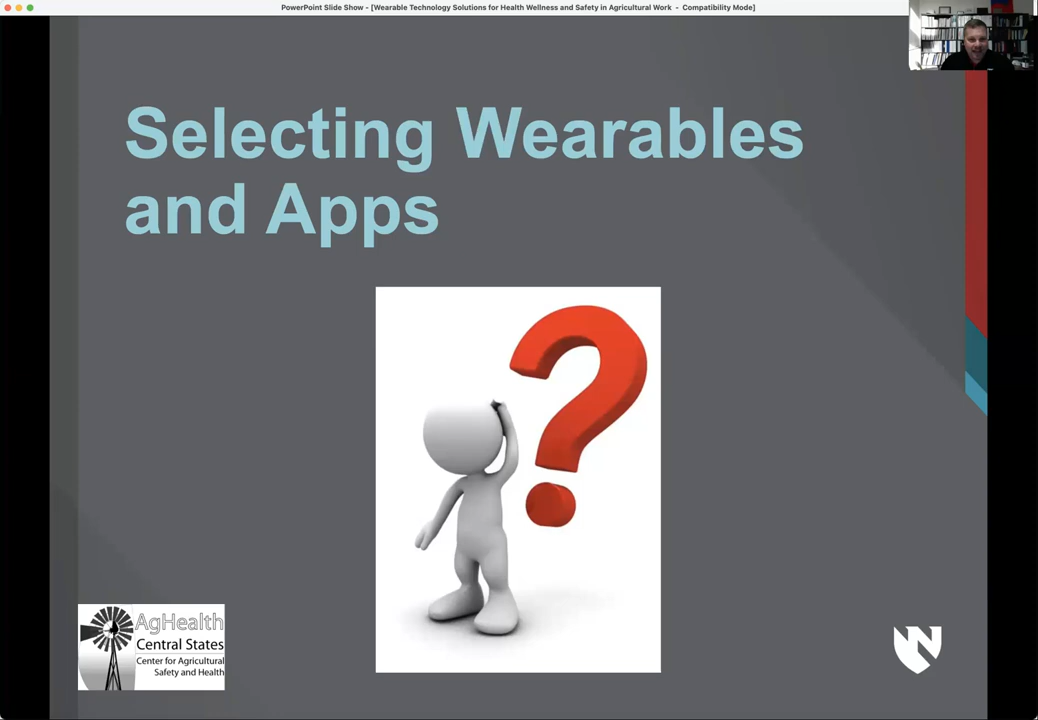 PowerPoint Slide Show - [Wearable Technology Solutions for Health Wellness and Safety in Agricultural Work - Compatibility Mode]
Selecting Wearables
and Apps
?
AgHealth
Central States
Center for Agricultural
Safety and Health
N